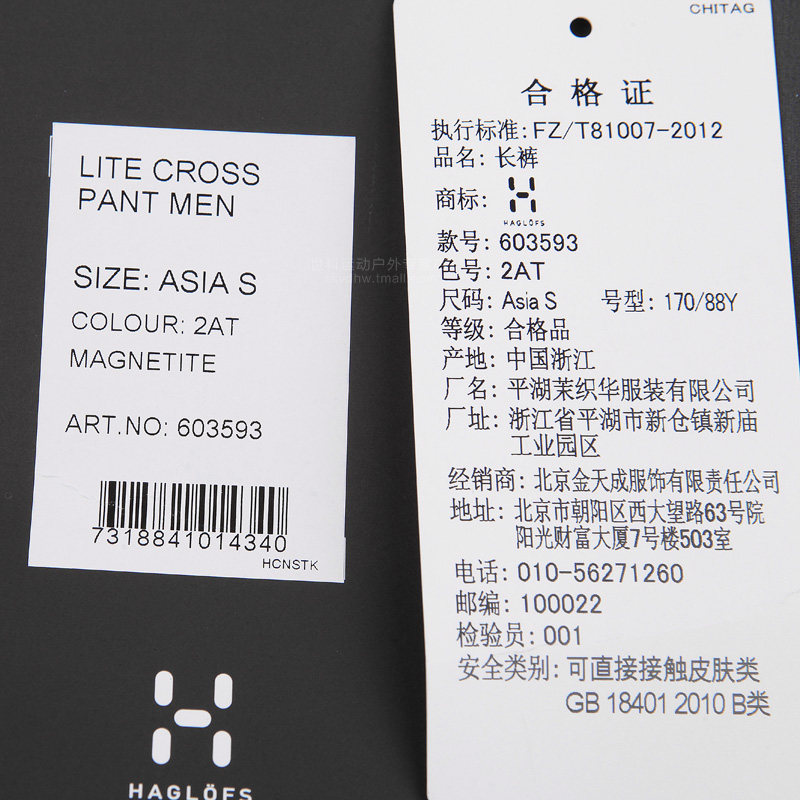 LITE CROSS
PANT MEN
SIZE: ASIA S
COLOUR: 2AT
MAGNETITE
ART.NO: 603593
7318841014340
HCNSTK
HAGLÖFS
CHITAG
合格证
执行标准: FZ/T81007-2012
品名: 长裤
商标:
HAGLÖFS
款号: 603593
色号: 2AT
尺码: Asia S 号型: 170/88Y
等级: 合格品
产地: 中国浙江
厂名: 平湖茉织华服装有限公司
厂址: 浙江省平湖市新仓镇新庙
工业园区
经销商: 北京金天成服饰有限责任公司
地址: 北京市朝阳区西大望路63号院
阳光财富大厦7号楼503室
电话: 010-56271260
邮编: 100022
检验员: 001
安全类别: 可直接接触皮肤类
GB 18401 2010 B类